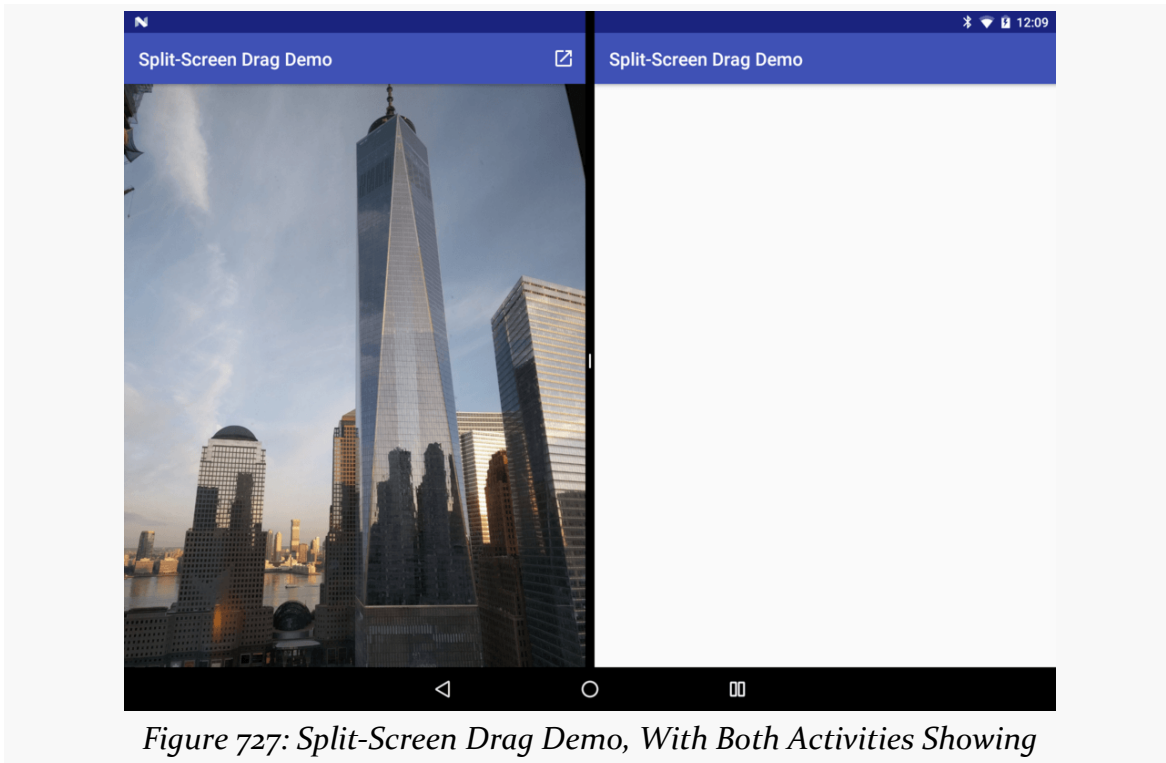 12:09
Split-Screen Drag Demo
Split-Screen Drag Demo
Figure 727: Split-Screen Drag Demo, With Both Activities Showing